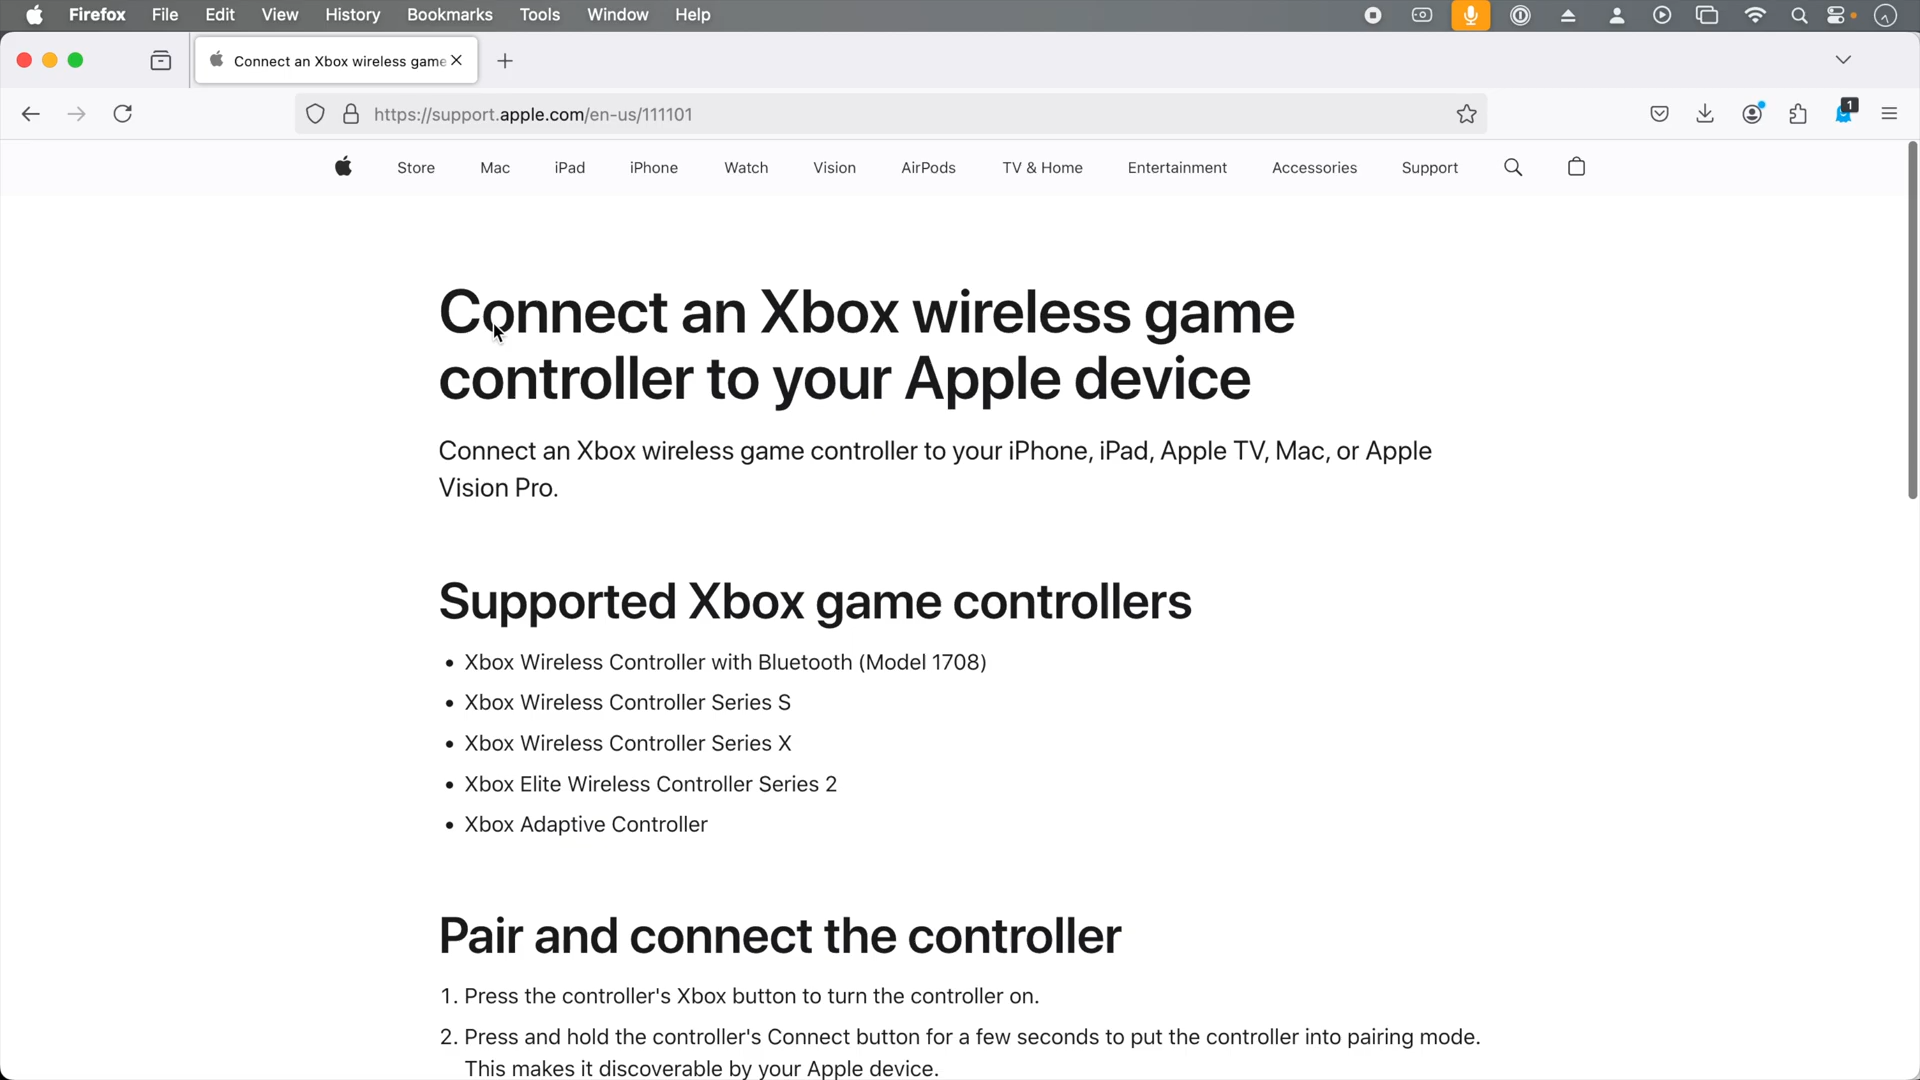 Firefox File Edit View History Bookmarks Tools Window Help
Connect an Xbox wireless game
https://support.apple.com/en-us/111101
1
Store Mac iPad iPhone Watch Vision AirPods TV & Home Entertainment Accessories Support
Connect an Xbox wireless game
controller to your Apple device
Connect an Xbox wireless game controller to your iPhone, iPad, Apple TV, Mac, or Apple
Vision Pro.
Supported Xbox game controllers
• Xbox Wireless Controller with Bluetooth (Model 1708)
• Xbox Wireless Controller Series S
• Xbox Wireless Controller Series X
• Xbox Elite Wireless Controller Series 2
• Xbox Adaptive Controller
Pair and connect the controller
1. Press the controller's Xbox button to turn the controller on.
2. Press and hold the controller's Connect button for a few seconds to put the controller into pairing mode.
This makes it discoverable by your Apple device.